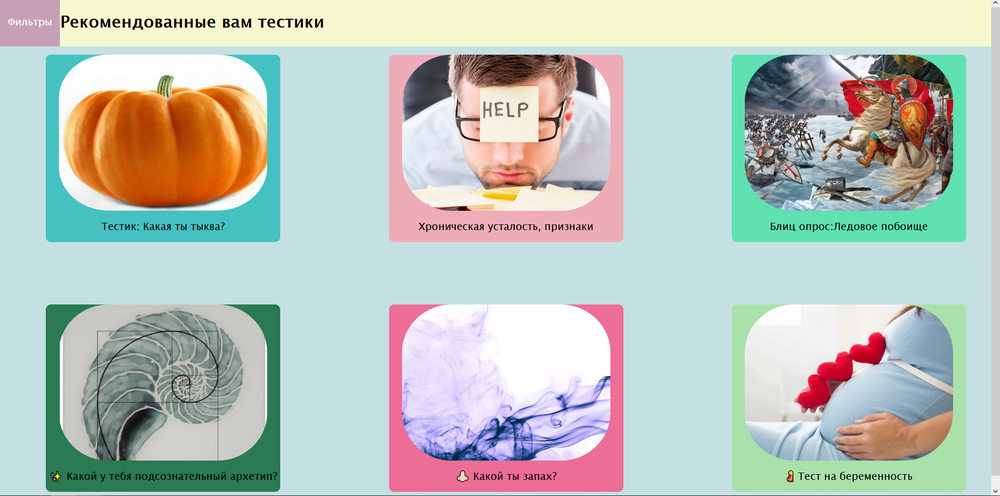 Фильтры
Рекомендованные вам тестики
HELP
Тестик: Какая ты тыква?
Хроническая усталость, признаки
Блиц опрос:Ледовое побоище
✨ Какой у тебя подсознательный архетип?
👃 Какой ты запах?
🤰Тест на беременность